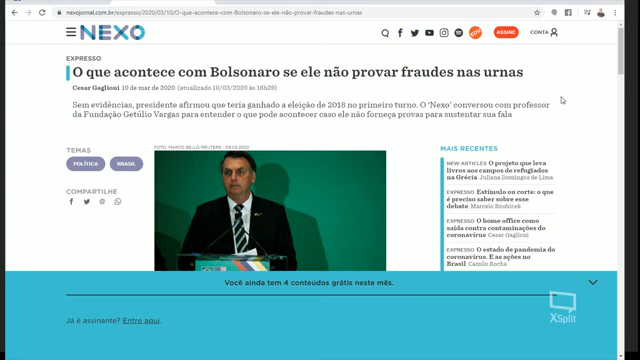 nexojornal.com.br/expresso/2020/03/10/O-que-acontece-com-Bolsonaro-se-ele-não-provar-fraudes-nas-urnas
NEXO
edu
ASSINE
CONTA
EXPRESSO
O que acontece com Bolsonaro se ele não provar fraudes nas urnas
Cesar Gaglioni 10 de mar de 2020 (atualizado 10/03/2020 às 16h29)
Sem evidências, presidente afirmou que teria ganhado a eleição de 2018 no primeiro turno. O ‘Nexo’ conversou com professor
da Fundação Getúlio Vargas para entender o que pode acontecer caso ele não forneça provas para sustentar sua fala
TEMAS
POLÍTICA
BRASIL
COMPARTILHE
FOTO: MARCO BELLO/REUTERS - 09.03.2020
MAIS RECENTES
NEW ARTICLES O projeto que leva
livros aos campos de refugiados
na Grécia Juliana Domingos de Lima
EXPRESSO Estímulo ou corte: o que
é preciso saber sobre esse
debate Marcelo Roubicek
EXPRESSO O home office como
saída contra contaminações do
coronavírus Cesar Gaglioni
EXPRESSO O estado de pandemia do
coronavírus. E as ações no
Brasil Camilo Rocha
Você ainda tem 4 conteúdos grátis neste mês.
Já é assinante? Entre aqui.
XSplit